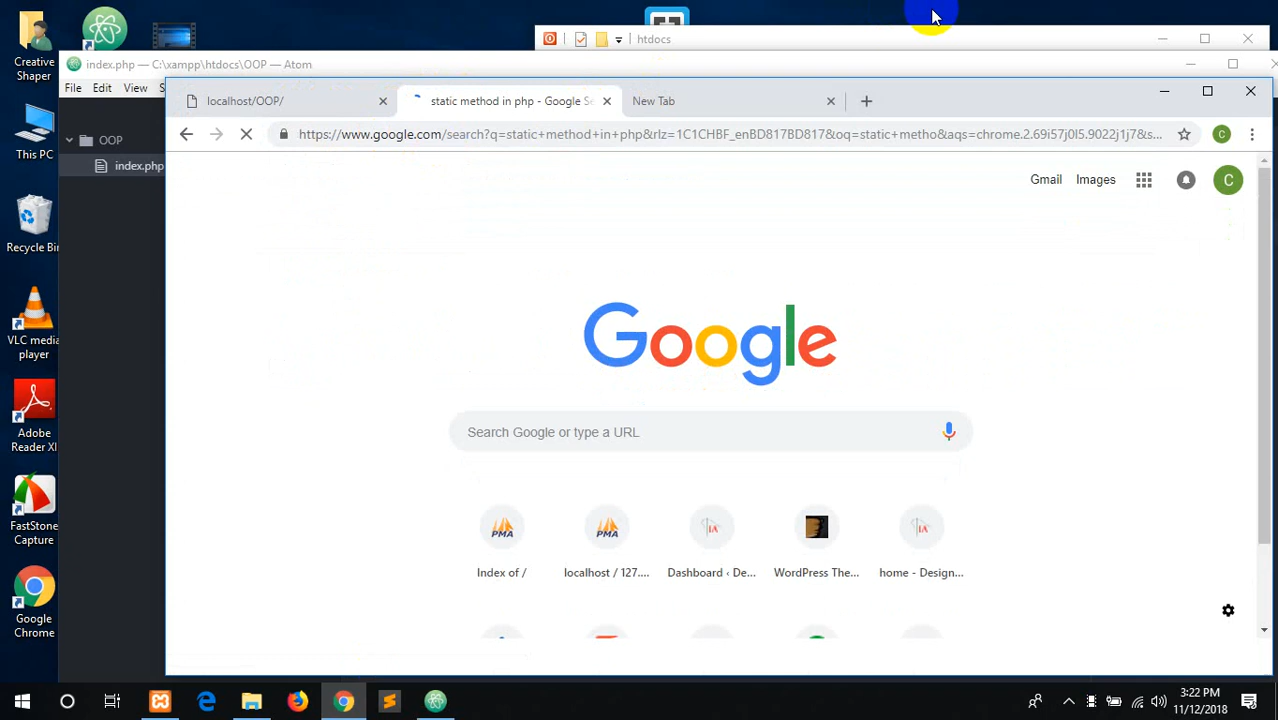 Creative
Shaper
This PC
Recycle Bin
VLC media
player
Adobe
Reader XI
FastStone
Capture
Google
Chrome
htdocs
index.php — C:\xampp\htdocs\OOP — Atom
File Edit View S
OOP
index.php
localhost/OOP/
static method in php - Google Se
New Tab
https://www.google.com/search?q=static+method+in+php&rlz=1C1CHBF_enBD817BD817&oq=static+metho&aqs=chrome.2.69i57j0l5.9022j1j7&s...
C
Gmail Images
C
Google
Search Google or type a URL
PMA PMA IA IA
Index of / localhost / 127.... Dashboard ‹ De... WordPress The... home - Design...
3:22 PM
11/12/2018